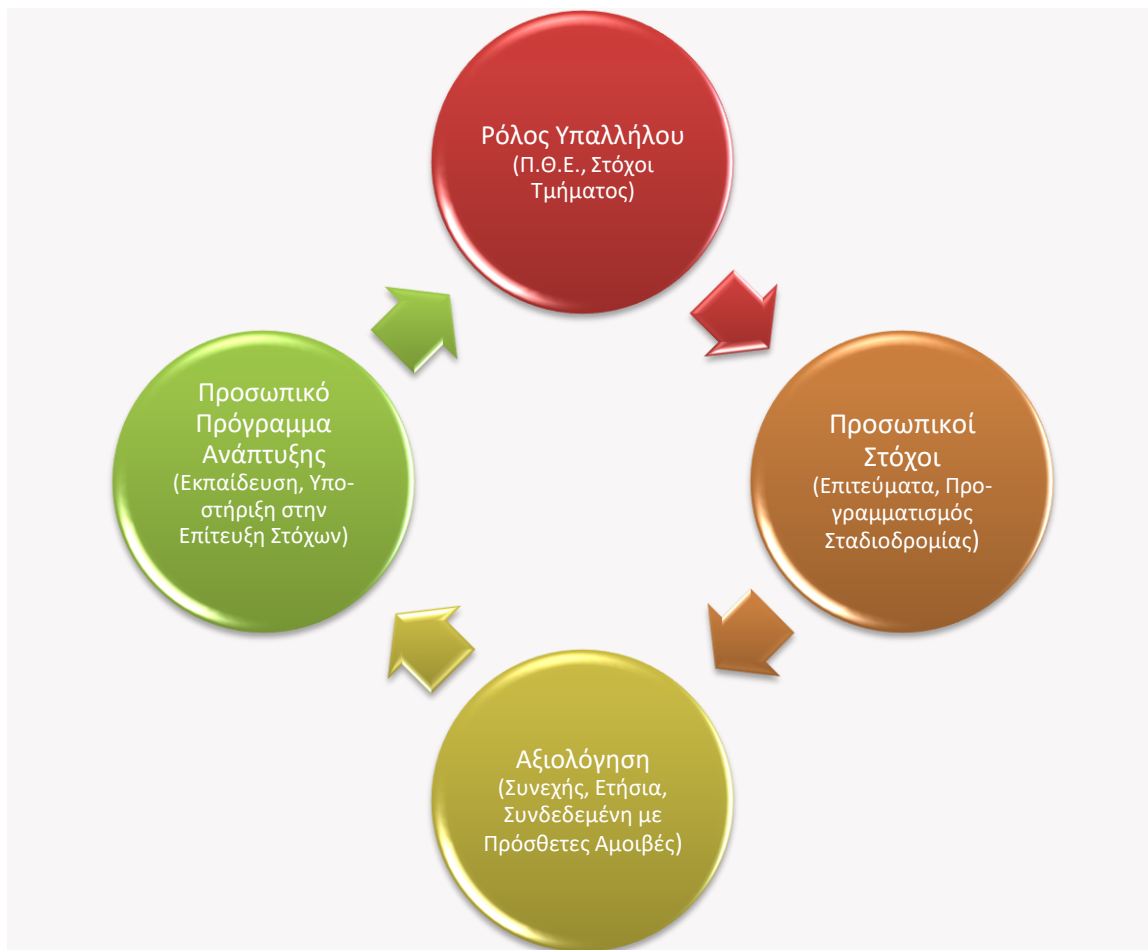 Ρόλος Υπαλλήλου
(Π.Θ.Ε., Στόχοι
Τμήματος)
Προσωπικοί
Στόχοι
(Επιτεύματα, Προ-
γραμματισμός
Σταδιοδρομίας)
Αξιολόγηση
(Συνεχής, Ετήσια,
Συνδεδεμένη με
Πρόσθετες Αμοιβές)
Προσωπικό
Πρόγραμμα
Ανάπτυξης
(Εκπαίδευση, Υπο-
στήριξη στην
Επίτευξη Στόχων)